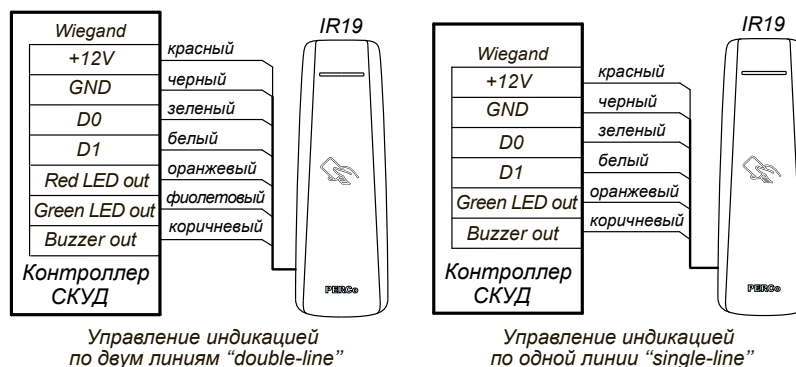 IR19
Wiegand
+12V
красный
GND
черный
D0
зеленый
D1
белый
Red LED out
оранжевый
Green LED out
фиолетовый
Buzzer out
коричневый
Контроллер
СКУД
PERCo
Управление индикацией
по двум линиям “double-line”
IR19
Wiegand
+12V
красный
GND
черный
D0
зеленый
D1
белый
Green LED out
оранжевый
Buzzer out
коричневый
Контроллер
СКУД
PERCo
Управление индикацией
по одной линии “single-line”